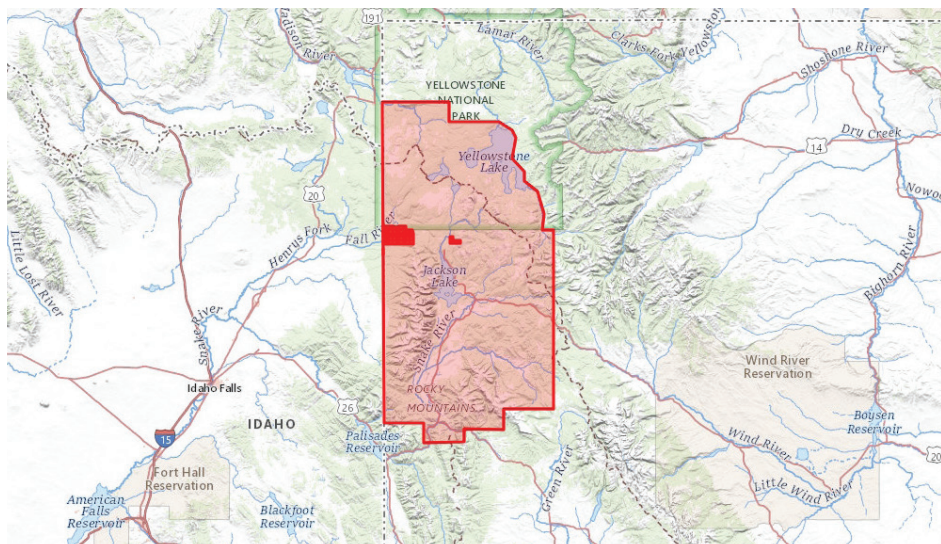 191
Madison River
Lamar River
Clarks Fork Yellowstone
Shoshone River
YELLOWSTONE
NATIONAL
PARK
Dry Creek
14
Yellowstone
Lake
20
Nowoo
Henrys Fork
Fall River
Little Lost River
Jackson
Lake
Bighorn River
Snake River
Snake River
Wind River
Reservation
Idaho Falls
ROCKY
MOUNTAINS
26
IDAHO
Boysen
Reservoir
15
Palisades
Reservoir
Wind River
20
Fort Hall
Reservation
Green River
Little Wind River
American
Falls
Reservoir
Blackfoot
Reservoir